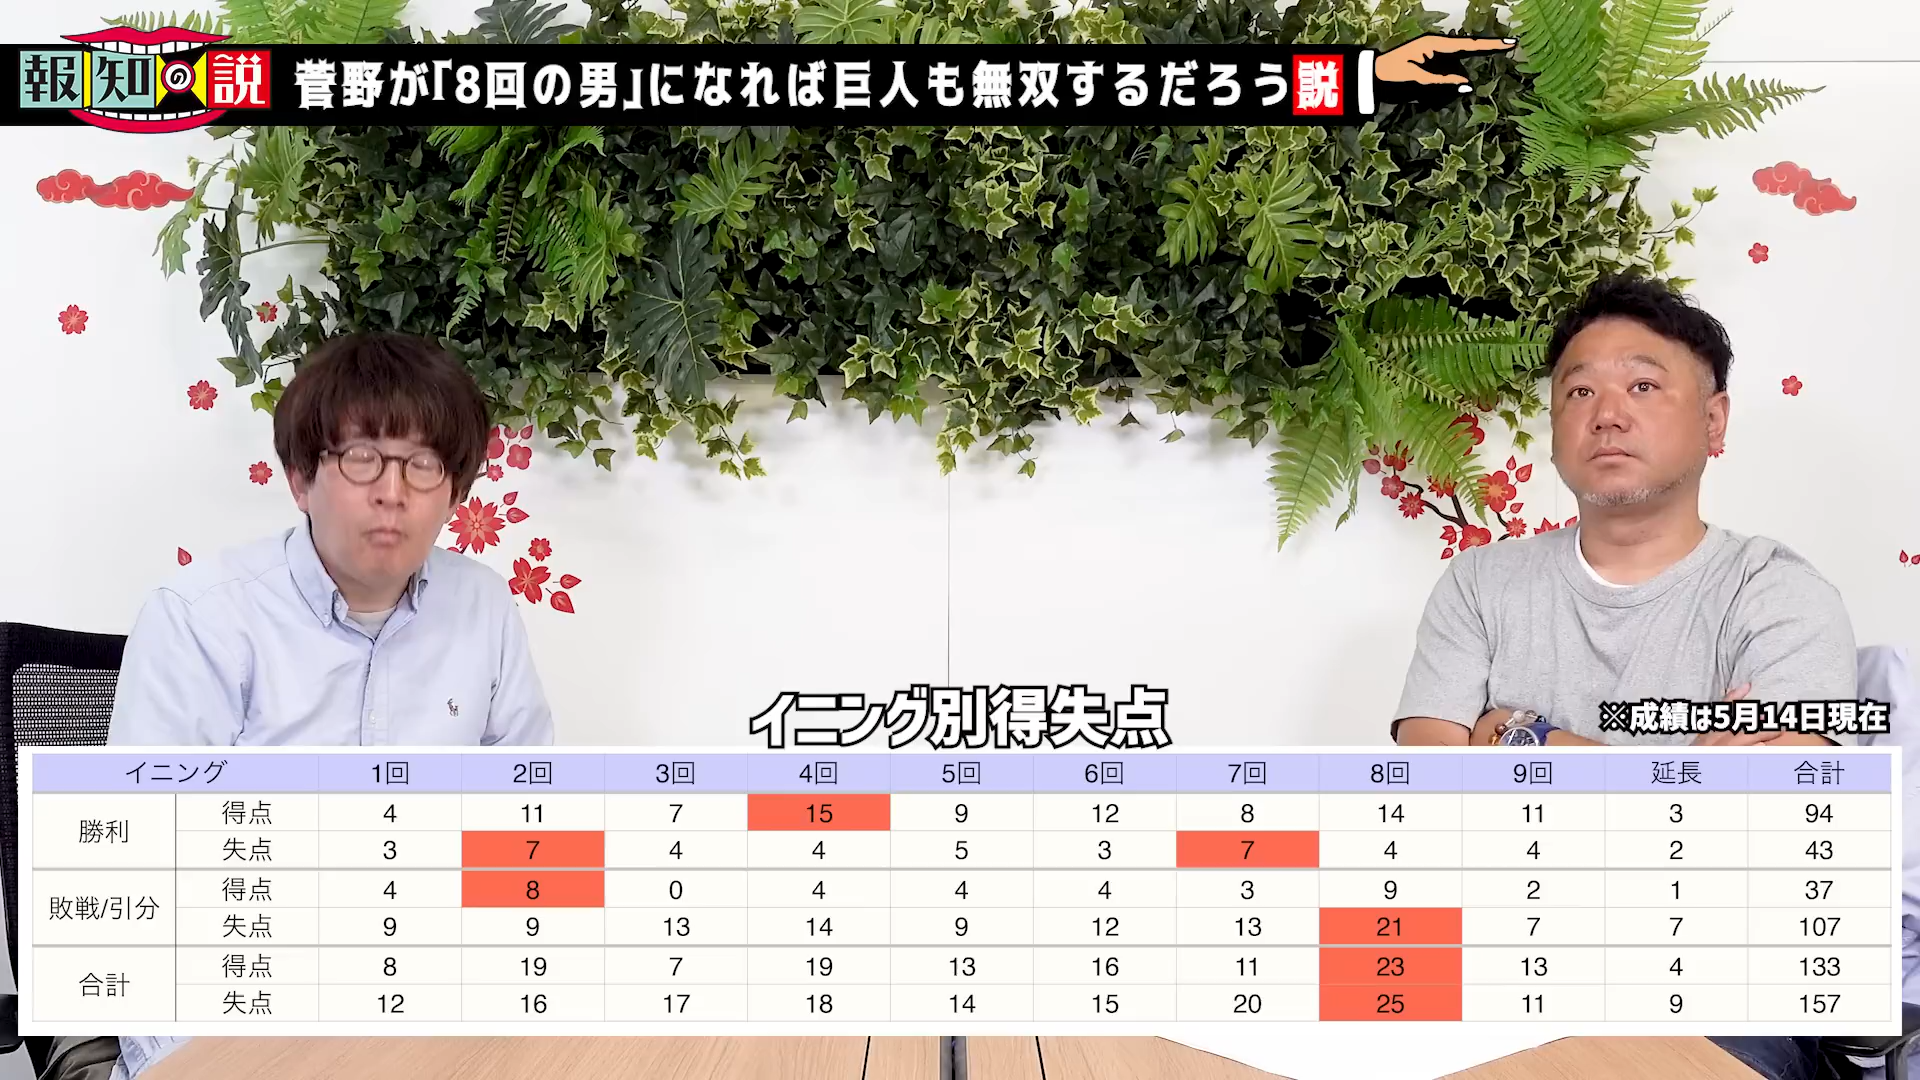 報知の説 菅野が「8回の男」になれば巨人も無双するだろう説
イニング別得失点
※成績は5月14日現在
イニング 1回 2回 3回 4回 5回 6回 7回 8回 9回 延長 合計
勝利 得点 4 11 7 15 9 12 8 14 11 3 94
失点 3 7 4 4 5 3 7 4 4 2 43
敗戦/引分 得点 4 8 0 4 4 4 3 9 2 1 37
失点 9 9 13 14 9 12 13 21 7 7 107
合計 得点 8 19 7 19 13 16 11 23 13 4 133
失点 12 16 17 18 14 15 20 25 11 9 157